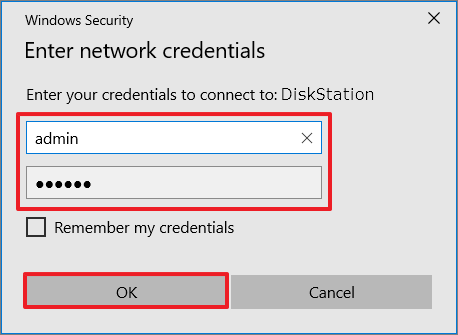 Windows Security
Enter network credentials
Enter your credentials to connect to: DiskStation
admin
●●●●●●
Remember my credentials
OK
Cancel